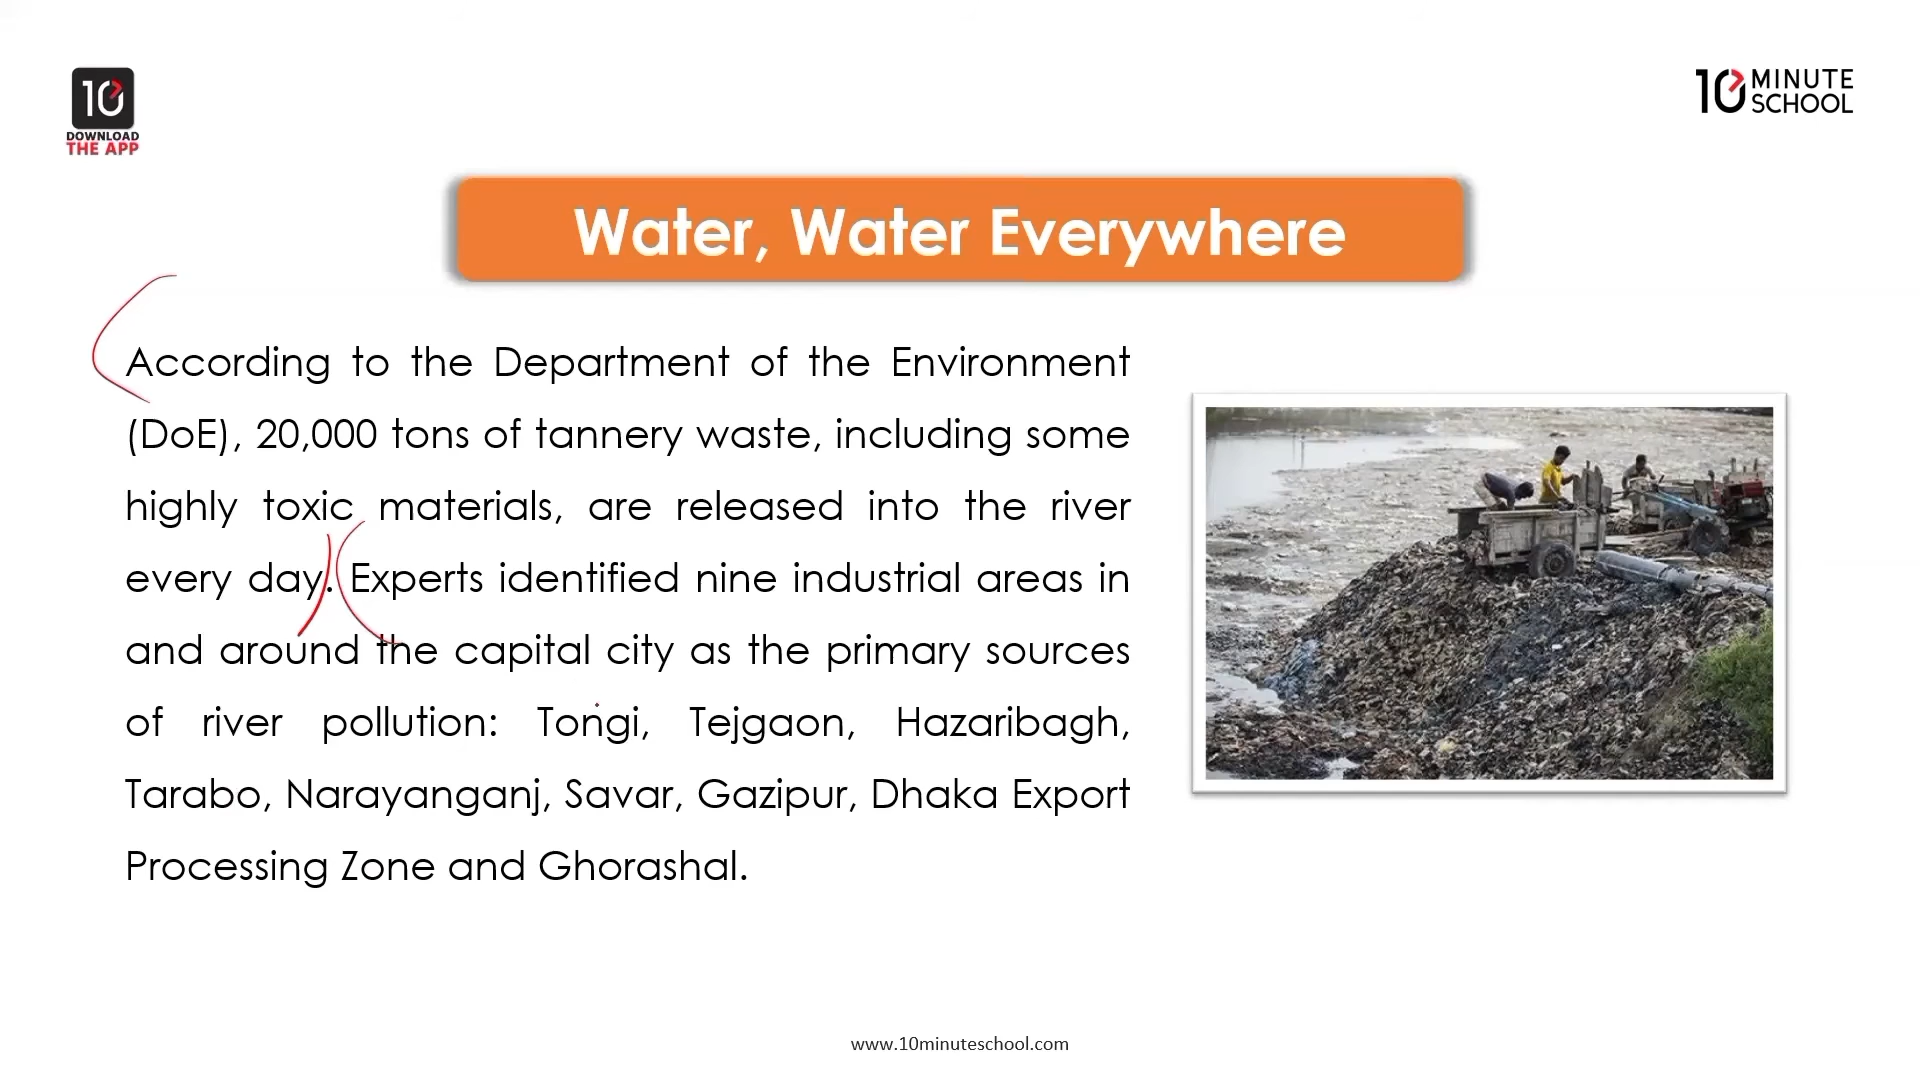 10
DOWNLOAD
THE APP
10 MINUTE
SCHOOL
Water, Water Everywhere
According to the Department of the Environment
(DoE), 20,000 tons of tannery waste, including some
highly toxic materials, are released into the river
every day. Experts identified nine industrial areas in
and around the capital city as the primary sources
of river pollution: Tongi, Tejgaon, Hazaribagh,
Tarabo, Narayanganj, Savar, Gazipur, Dhaka Export
Processing Zone and Ghorashal.
www.10minuteschool.com